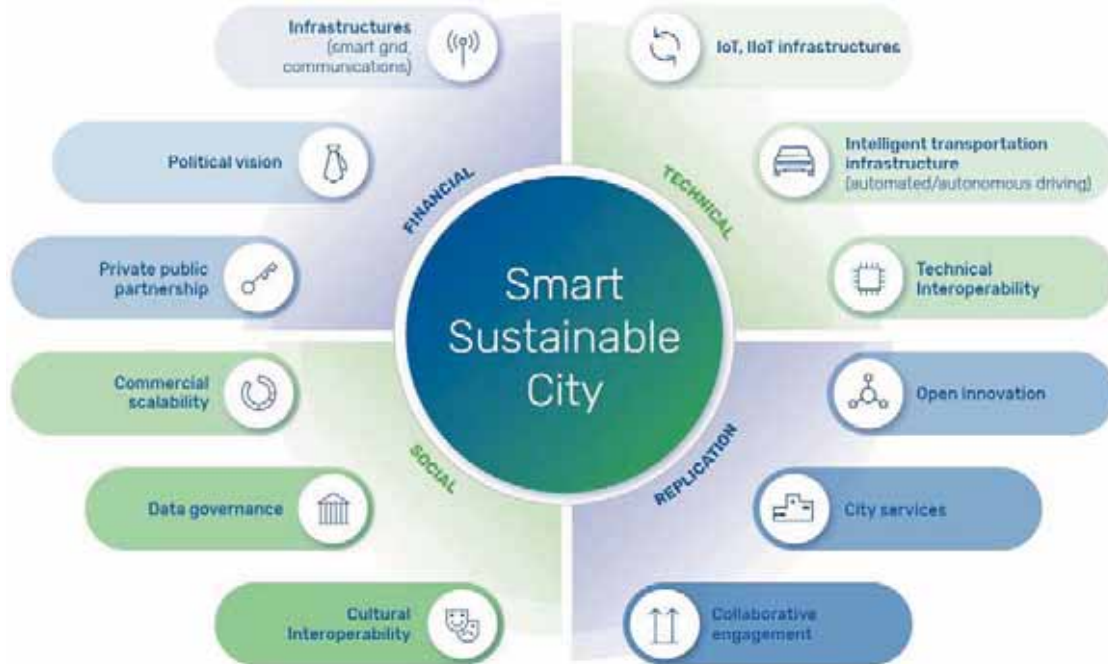 Infrastructures
(smart grid,
communications)
Political vision
Private public
partnership
Commercial
scalability
Data governance
Cultural
Interoperability
FINANCIAL
SOCIAL
Smart
Sustainable
City
TECHNICAL
REPLICATION
IoT, IIoT infrastructures
Intelligent transportation
infrastructure
(automated/autonomous driving)
Technical
Interoperability
Open innovation
City services
Collaborative
engagement